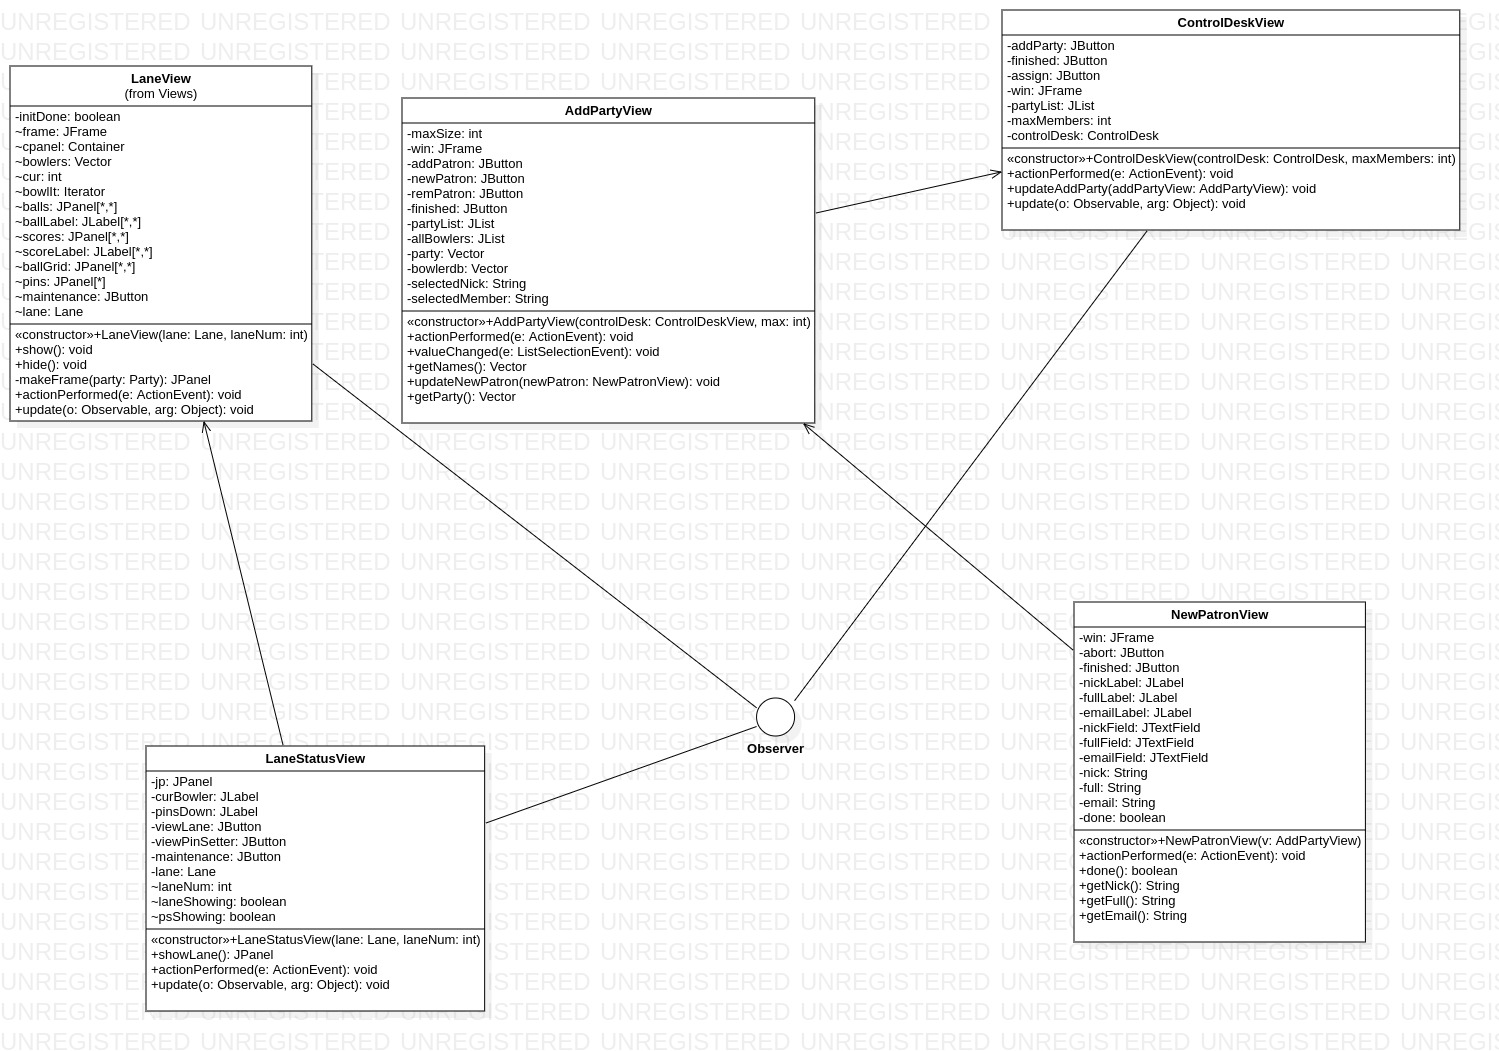 LaneView
(from Views)
-initDone: boolean
~frame: JFrame
~cpanel: Container
~bowlers: Vector
~cur: int
~bowlIt: Iterator
~balls: JPanel[*,*]
~ballLabel: JLabel[*,*]
~scores: JPanel[*,*]
~scoreLabel: JLabel[*,*]
~ballGrid: JPanel[*,*]
~pins: JPanel[*]
~maintenance: JButton
~lane: Lane
«constructor»+LaneView(lane: Lane, laneNum: int)
+show(): void
+hide(): void
-makeFrame(party: Party): JPanel
+actionPerformed(e: ActionEvent): void
+update(o: Observable, arg: Object): void
AddPartyView
-maxSize: int
-win: JFrame
-addPatron: JButton
-newPatron: JButton
-remPatron: JButton
-finished: JButton
-partyList: JList
-allBowlers: JList
-party: Vector
-bowlerdb: Vector
-selectedNick: String
-selectedMember: String
«constructor»+AddPartyView(controlDesk: ControlDeskView, max: int)
+actionPerformed(e: ActionEvent): void
+valueChanged(e: ListSelectionEvent): void
+getNames(): Vector
+updateNewPatron(newPatron: NewPatronView): void
+getParty(): Vector
ControlDeskView
-addParty: JButton
-finished: JButton
-assign: JButton
-win: JFrame
-partyList: JList
-maxMembers: int
-controlDesk: ControlDesk
«constructor»+ControlDeskView(controlDesk: ControlDesk, maxMembers: int)
+actionPerformed(e: ActionEvent): void
+updateAddParty(addPartyView: AddPartyView): void
+update(o: Observable, arg: Object): void
Observer
LaneStatusView
-jp: JPanel
-curBowler: JLabel
-pinsDown: JLabel
-viewLane: JButton
-viewPinSetter: JButton
-maintenance: JButton
-lane: Lane
~laneNum: int
~laneShowing: boolean
~psShowing: boolean
«constructor»+LaneStatusView(lane: Lane, laneNum: int)
+showLane(): JPanel
+actionPerformed(e: ActionEvent): void
+update(o: Observable, arg: Object): void
NewPatronView
-win: JFrame
-abort: JButton
-finished: JButton
-nickLabel: JLabel
-fullLabel: JLabel
-emailLabel: JLabel
-nickField: JTextField
-fullField: JTextField
-emailField: JTextField
-nick: String
-full: String
-email: String
-done: boolean
«constructor»+NewPatronView(v: AddPartyView)
+actionPerformed(e: ActionEvent): void
+done(): boolean
+getNick(): String
+getFull(): String
+getEmail(): String
UNREGISTERED